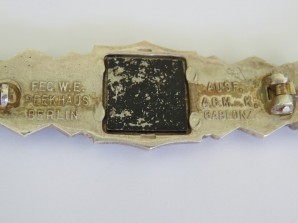 FEC. W. E.
PEEKHAUS
BERLIN
AUSF.
A.G.M.u.K.
GABLONZ